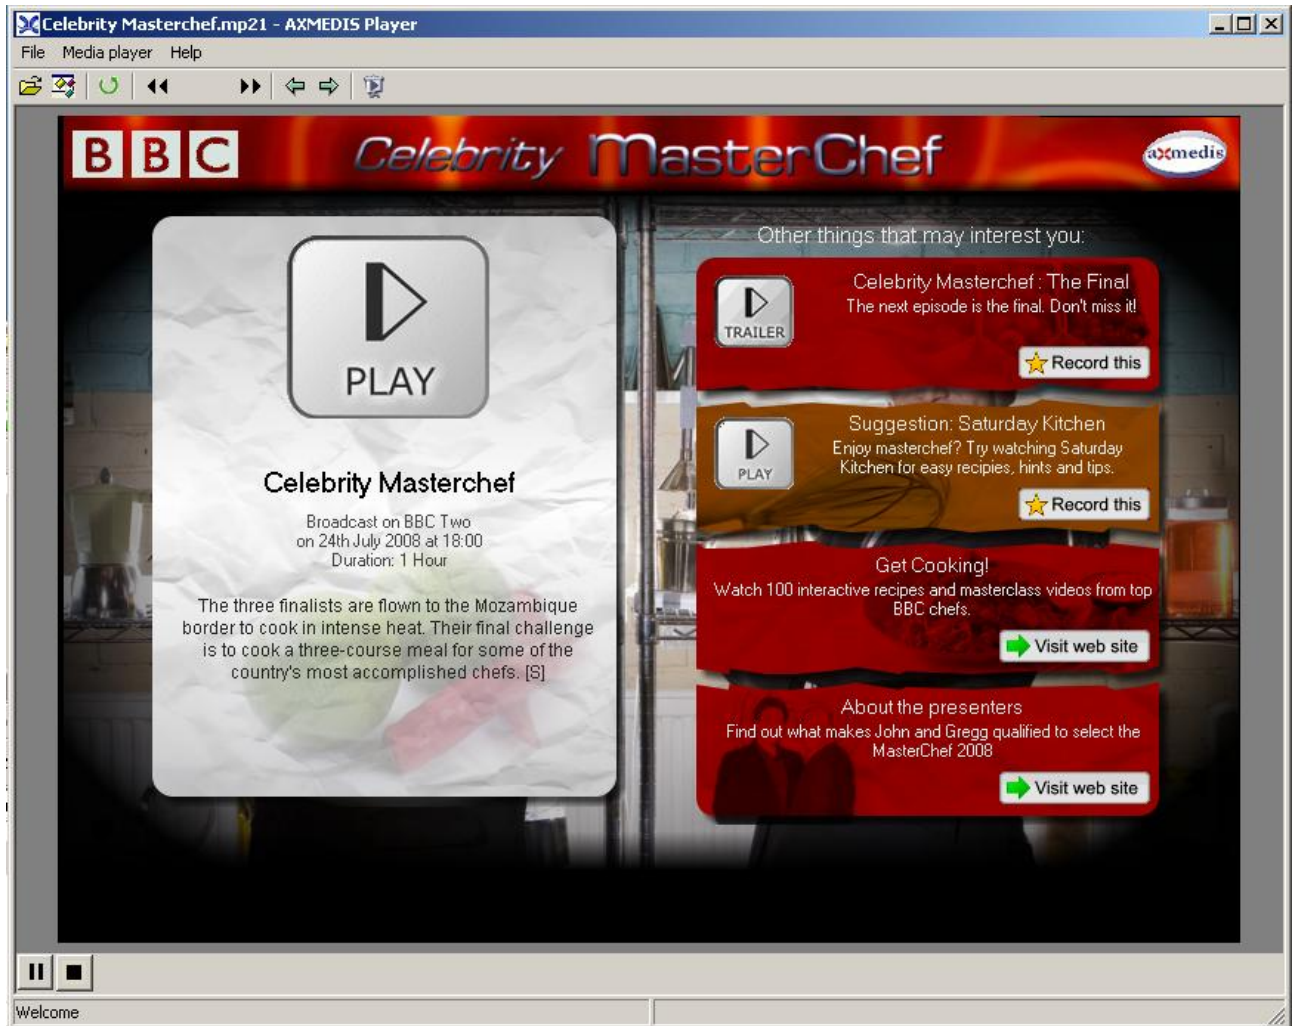 Celebrity Masterchef.mp21 - AXMEDIS Player
File Media player Help
BBC Celebrity MasterChef axmedis
PLAY
Celebrity Masterchef
Broadcast on BBC Two
on 24th July 2008 at 18:00
Duration: 1 Hour
The three finalists are flown to the Mozambique
border to cook in intense heat. Their final challenge
is to cook a three-course meal for some of the
country's most accomplished chefs. [S]
Other things that may interest you:
TRAILER
Celebrity Masterchef : The Final
The next episode is the final. Don't miss it!
Record this
PLAY
Suggestion: Saturday Kitchen
Enjoy masterchef? Try watching Saturday
Kitchen for easy recipies, hints and tips.
Record this
Get Cooking!
Watch 100 interactive recipes and masterclass videos from top
BBC chefs.
Visit web site
About the presenters
Find out what makes John and Gregg qualified to select the
MasterChef 2008
Visit web site
Welcome